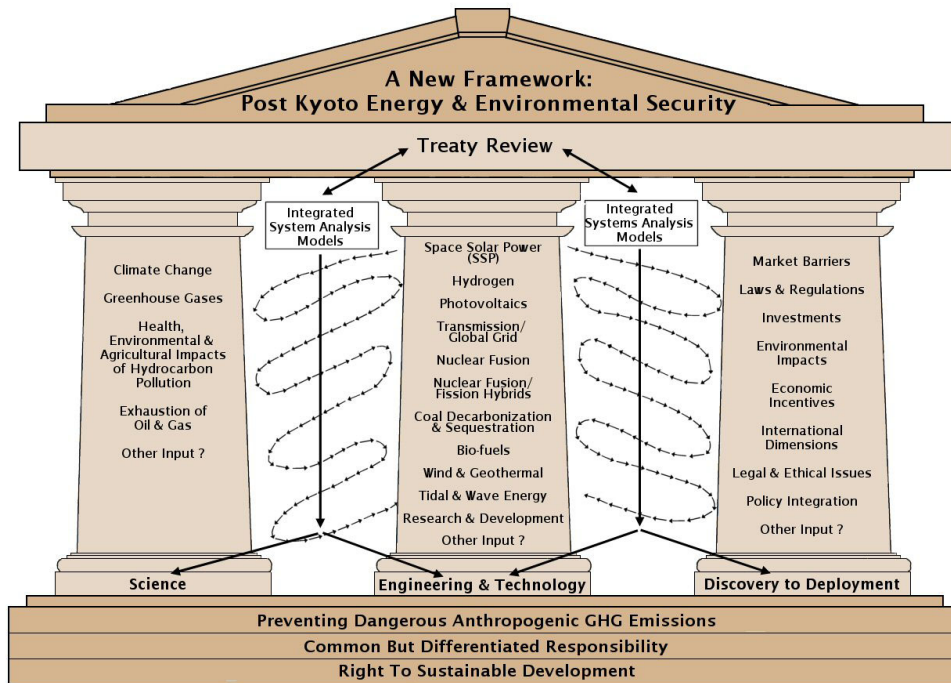 A New Framework:
Post Kyoto Energy & Environmental Security
Treaty Review
Integrated
System Analysis
Models
Integrated
Systems Analysis
Models
Climate Change
Greenhouse Gases
Health,
Environmental &
Agricultural Impacts
of Hydrocarbon
Pollution
Exhaustion of
Oil & Gas
Other Input ?
Space Solar Power
(SSP)
Hydrogen
Photovoltaics
Transmission/
Global Grid
Nuclear Fusion
Nuclear Fusion/
Fission Hybrids
Coal Decarbonization
& Sequestration
Bio-fuels
Wind & Geothermal
Tidal & Wave Energy
Research & Development
Other Input ?
Market Barriers
Laws & Regulations
Investments
Environmental
Impacts
Economic
Incentives
International
Dimensions
Legal & Ethical Issues
Policy Integration
Other Input ?
Science
Engineering & Technology
Discovery to Deployment
Preventing Dangerous Anthropogenic GHG Emissions
Common But Differentiated Responsibility
Right To Sustainable Development